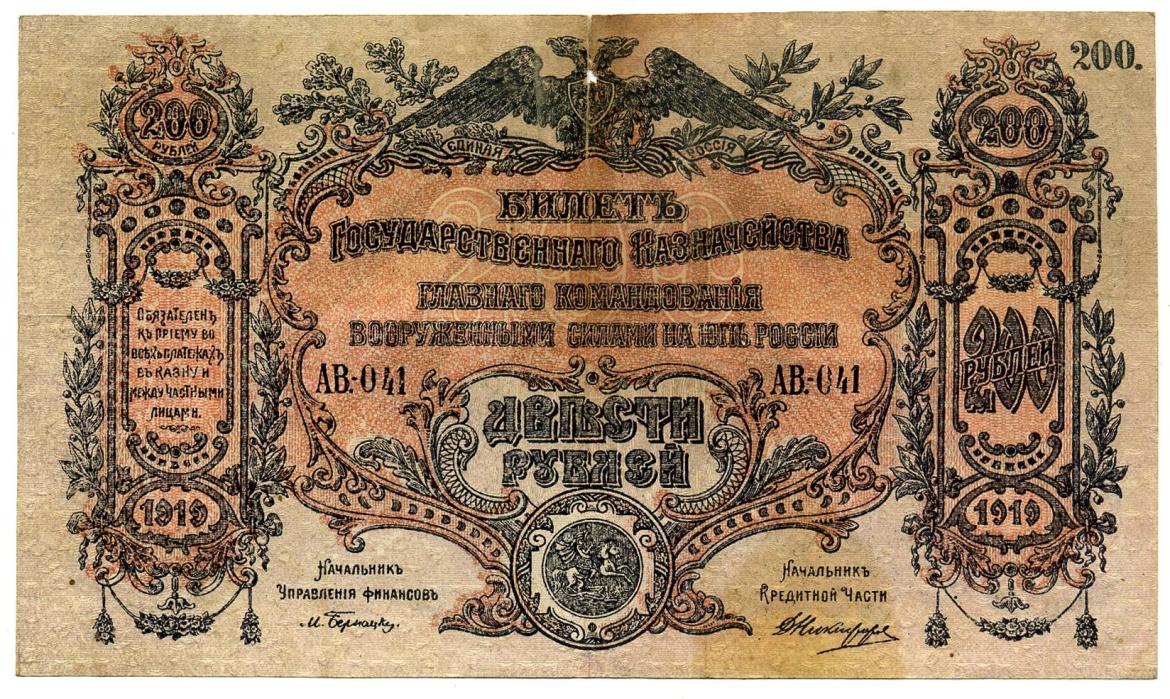 200.
200
РУБЛЕЙ
200
ЕДИНАЯ РОССІЯ
БИЛЕТЪ
ГОСУДАРСТВЕННАГО КАЗНАЧЕЙСТВА
ГЛАВНАГО КОМАНДОВАНІЯ
ВООРУЖЕННЫМИ СИЛАМИ НА ЮГѢ РОССІИ
200
АВ-041 АВ-041
ДВѢСТИ
РУБЛЕЙ
ОБЯЗАТЕЛЕНЪ
КЪ ПРІЕМУ ВО
ВСѢХЪ ПЛАТЕЖАХЪ
ВЪ КАЗНУ И
МЕЖДУ ЧАСТНЫМИ
ЛИЦАМИ.
200
РУБЛЕЙ
1919
1919
НАЧАЛЬНИКЪ
УПРАВЛЕНІЯ ФИНАНСОВЪ
М. Бернацкій.
НАЧАЛЬНИКЪ
КРЕДИТНОЙ ЧАСТИ